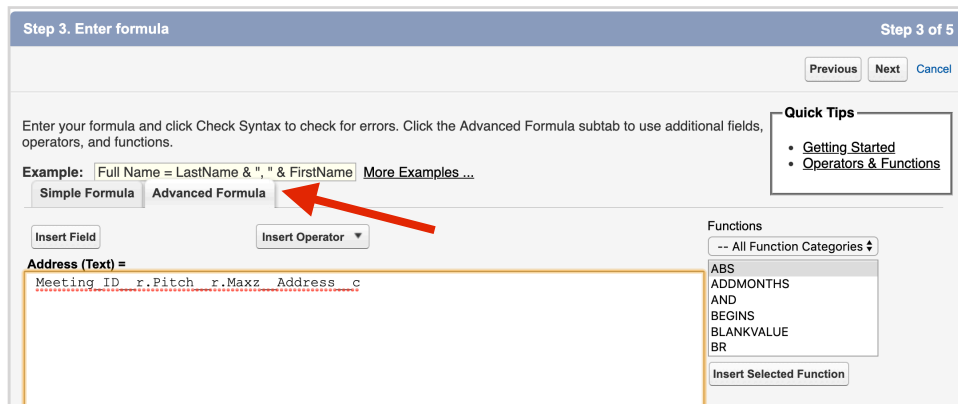 Step 3. Enter formula
Step 3 of 5
Previous
Next
Cancel
Enter your formula and click Check Syntax to check for errors. Click the Advanced Formula subtab to use additional fields,
operators, and functions.
Quick Tips
Getting Started
Operators & Functions
Example: Full Name = LastName & ", " & FirstName More Examples ...
Simple Formula
Advanced Formula
Insert Field
Insert Operator
Functions
-- All Function Categories
Address (Text) =
Meeting_ID__r.Pitch__r.Maxz__Address__c
ABS
ADDMONTHS
AND
BEGINS
BLANKVALUE
BR
Insert Selected Function